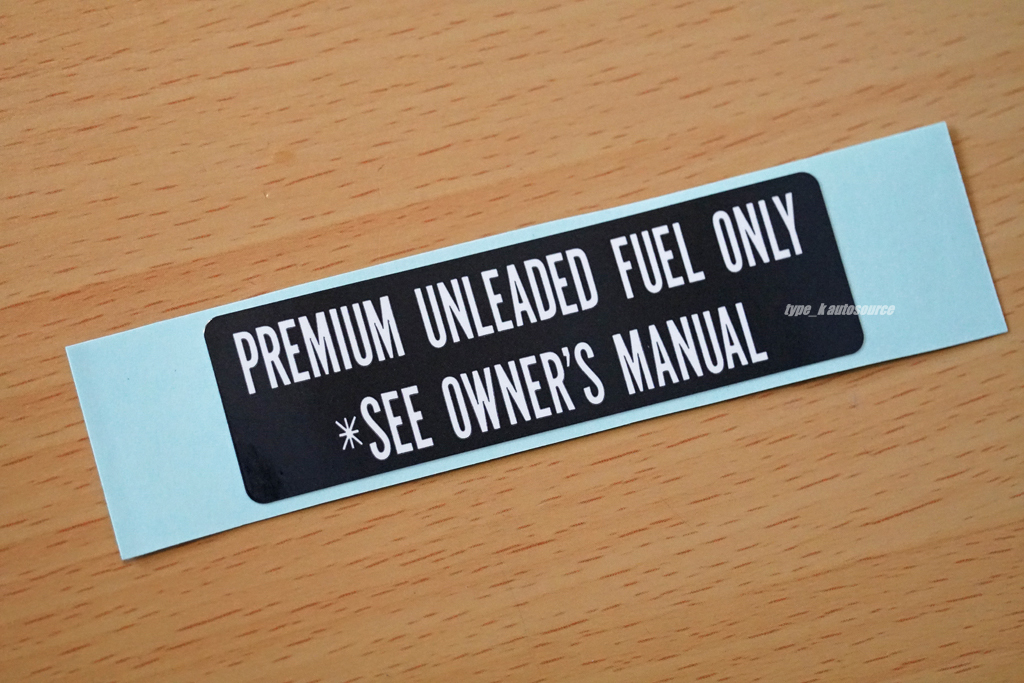 PREMIUM UNLEADED FUEL ONLY
*SEE OWNER'S MANUAL
type_k autosource